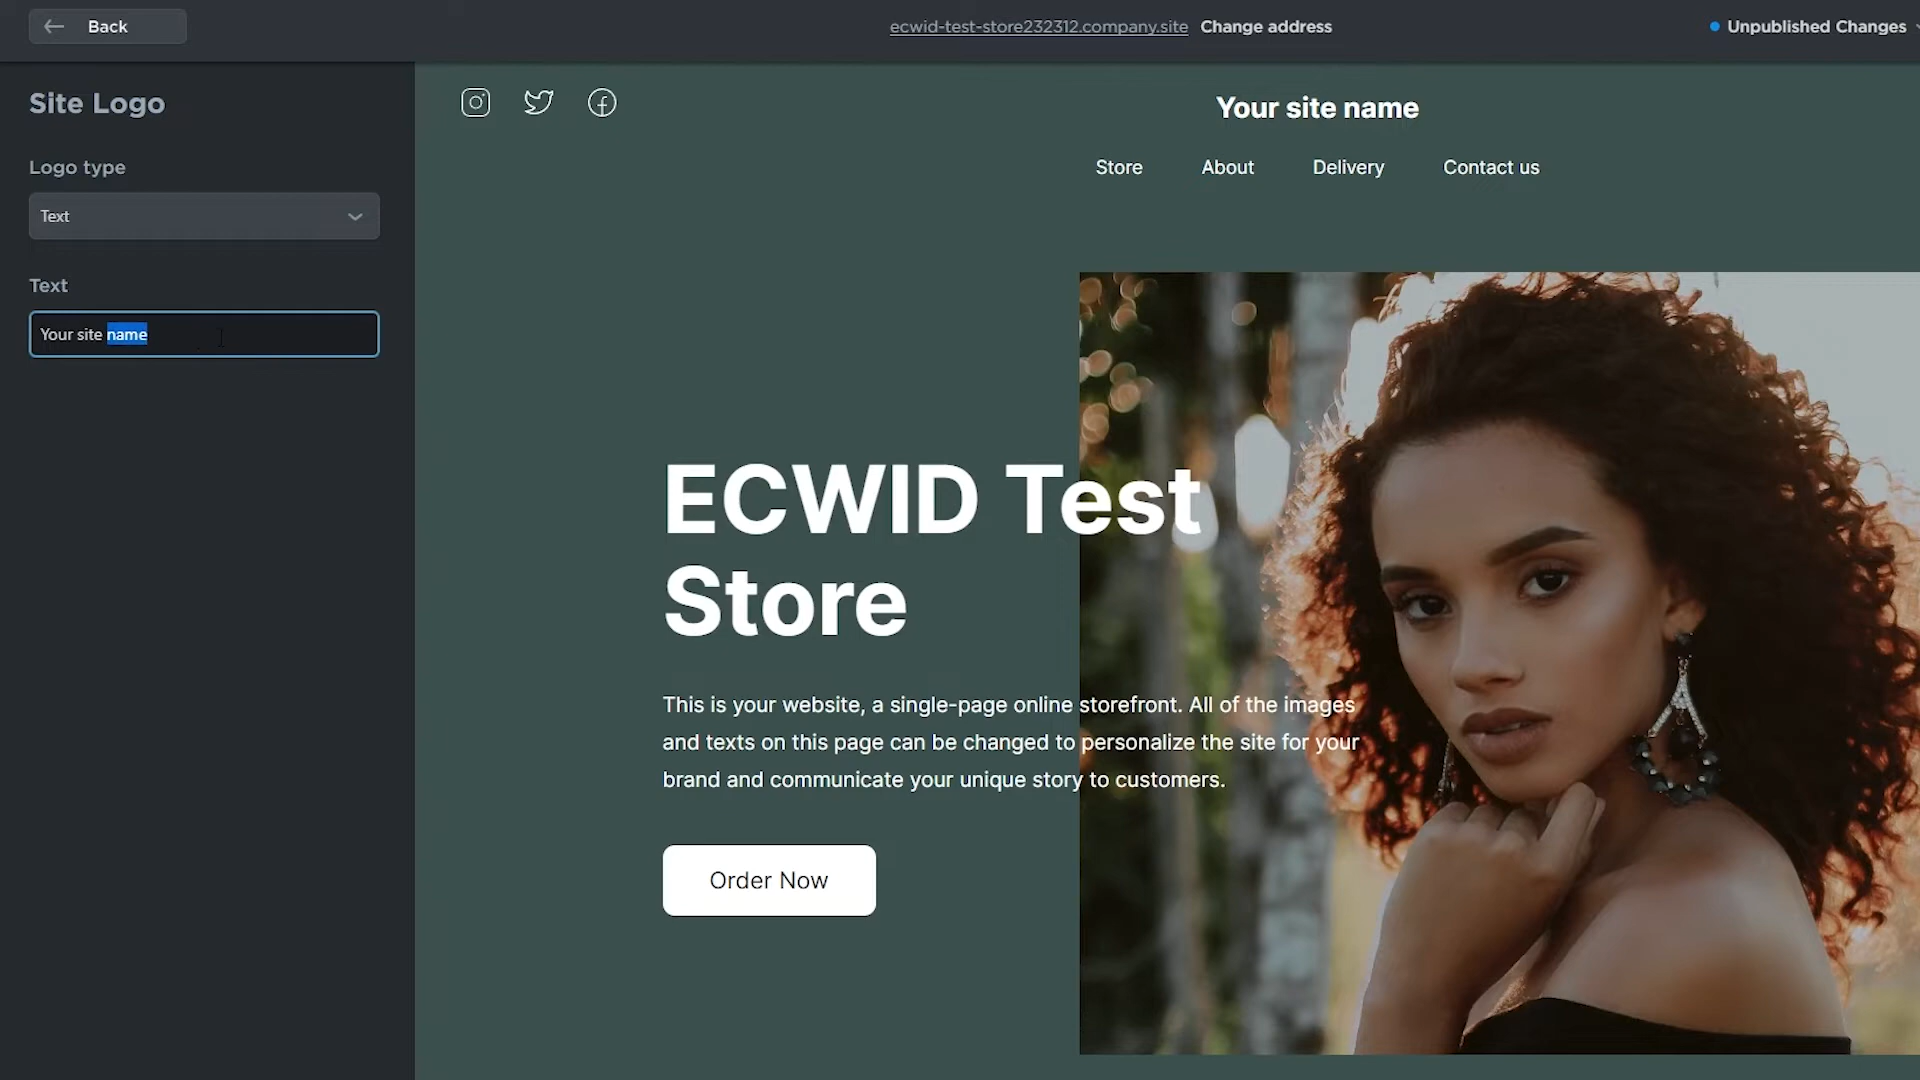 Back
ecwid-test-store232312.company.site Change address
Unpublished Changes
Site Logo
Logo type
Text
Text
Your site name
Your site name
Store About Delivery Contact us
ECWID Test
Store
This is your website, a single-page online storefront. All of the images
and texts on this page can be changed to personalize the site for your
brand and communicate your unique story to customers.
Order Now